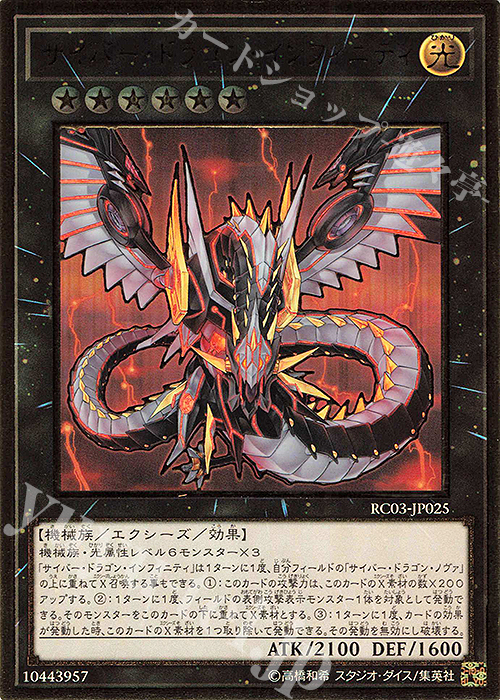 サイバー・ドラゴン・インフィニティ
光
RC03-JP025
【機械族/エクシーズ/効果】
機械族・光属性レベル6モンスター×3
「サイバー・ドラゴン・インフィニティ」は1ターンに1度、自分フィールドの「サイバー・ドラゴン・ノヴァ」
の上に重ねてX召喚する事もできる。①:このカードの攻撃力は、このカードのX素材の数×200
アップする。②:1ターンに1度、フィールドの表側攻撃表示モンスター1体を対象として発動で
きる。そのモンスターをこのカードの下に重ねてX素材とする。③:1ターンに1度、カードの効果
が発動した時、このカードのX素材を1つ取り除いて発動できる。その発動を無効にし破壊する。
ATK/2100 DEF/1600
10443957
©高橋和希 スタジオ・ダイス/集英社